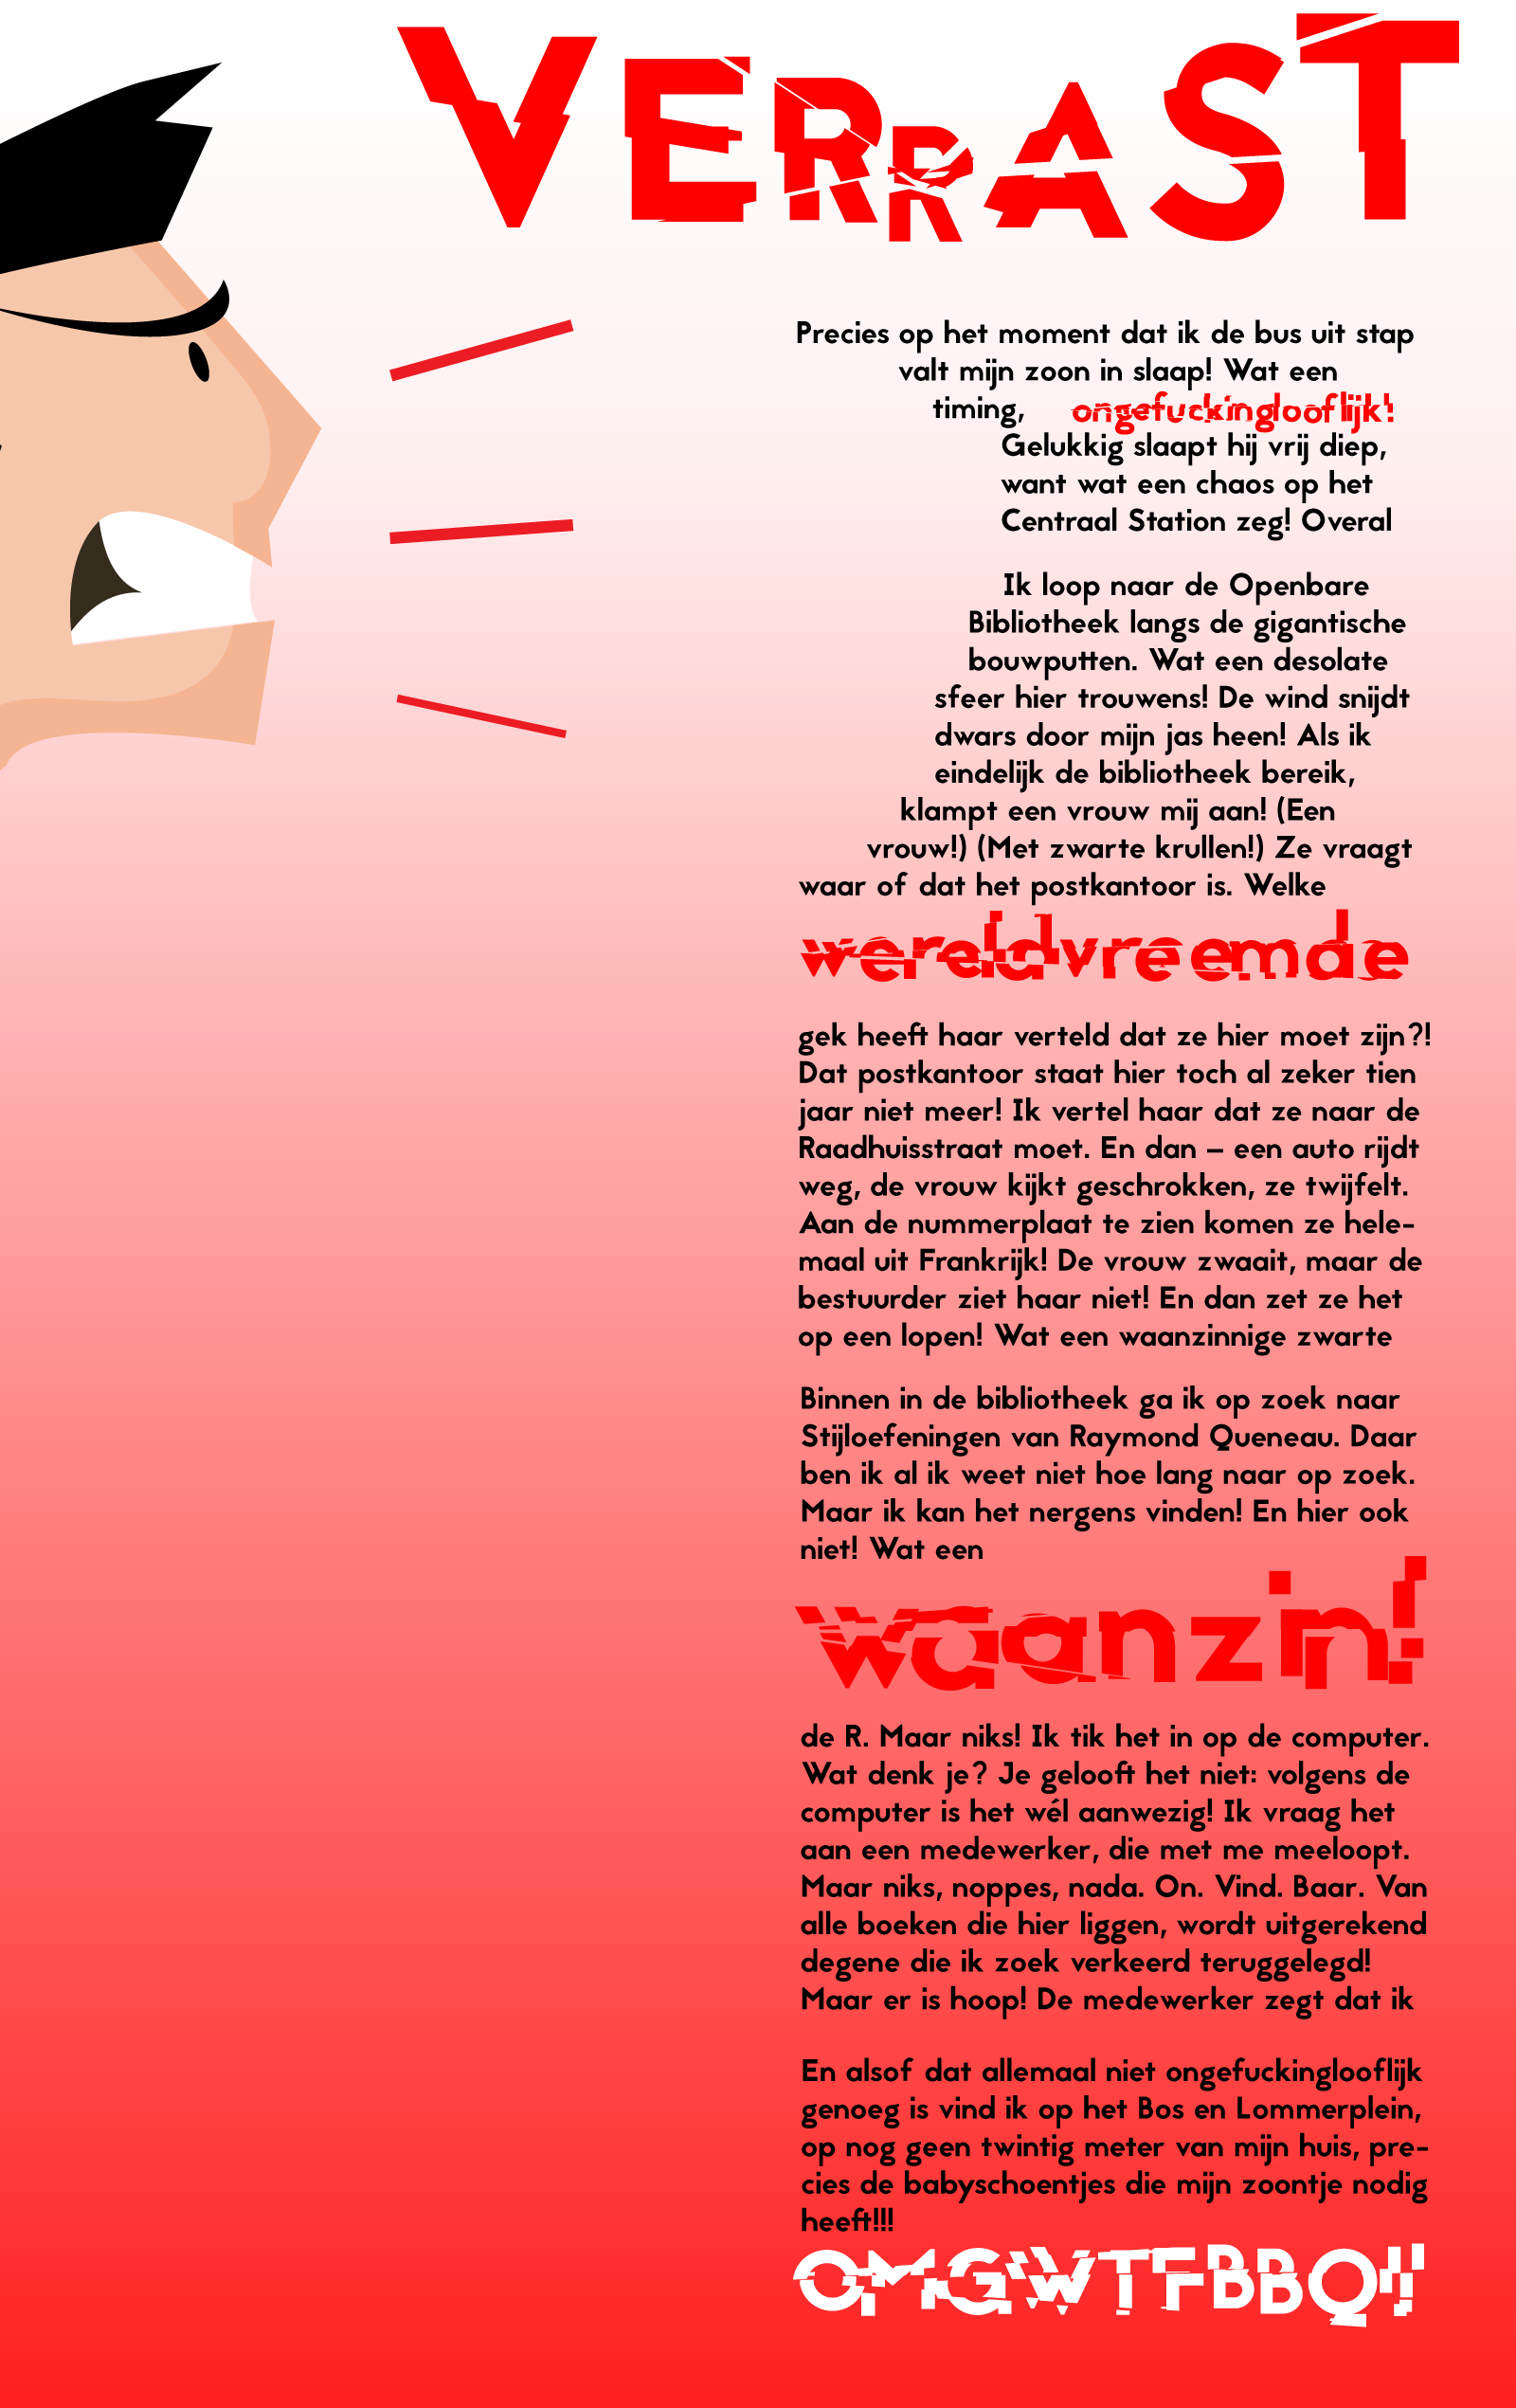 VERRAST
Precies op het moment dat ik de bus uit stap
valt mijn zoon in slaap! Wat een
timing, ongefuckinglooflijk!
Gelukkig slaapt hij vrij diep,
want wat een chaos op het
Centraal Station zeg! Overal
Ik loop naar de Openbare
Bibliotheek langs de gigantische
bouwputten. Wat een desolate
sfeer hier trouwens! De wind snijdt
dwars door mijn jas heen! Als ik
eindelijk de bibliotheek bereik,
klampt een vrouw mij aan! (Een
vrouw!) (Met zwarte krullen!) Ze vraagt
waar of dat het postkantoor is. Welke
wereldvreemde
gek heeft haar verteld dat ze hier moet zijn?!
Dat postkantoor staat hier toch al zeker tien
jaar niet meer! Ik vertel haar dat ze naar de
Raadhuisstraat moet. En dan – een auto rijdt
weg, de vrouw kijkt geschrokken, ze twijfelt.
Aan de nummerplaat te zien komen ze hele-
maal uit Frankrijk! De vrouw zwaait, maar de
bestuurder ziet haar niet! En dan zet ze het
op een lopen! Wat een waanzinnige zwarte
Binnen in de bibliotheek ga ik op zoek naar
Stijloefeningen van Raymond Queneau. Daar
ben ik al ik weet niet hoe lang naar op zoek.
Maar ik kan het nergens vinden! En hier ook
niet! Wat een
waanzin!
de R. Maar niks! Ik tik het in op de computer.
Wat denk je? Je gelooft het niet: volgens de
computer is het wél aanwezig! Ik vraag het
aan een medewerker, die met me meeloopt.
Maar niks, noppes, nada. On. Vind. Baar. Van
alle boeken die hier liggen, wordt uitgerekend
degene die ik zoek verkeerd teruggelegd!
Maar er is hoop! De medewerker zegt dat ik
En alsof dat allemaal niet ongefuckinglooflijk
genoeg is vind ik op het Bos en Lommerplein,
op nog geen twintig meter van mijn huis, pre-
cies de babyschoentjes die mijn zoontje nodig
heeft!!!
OMGWTFBBQ!!